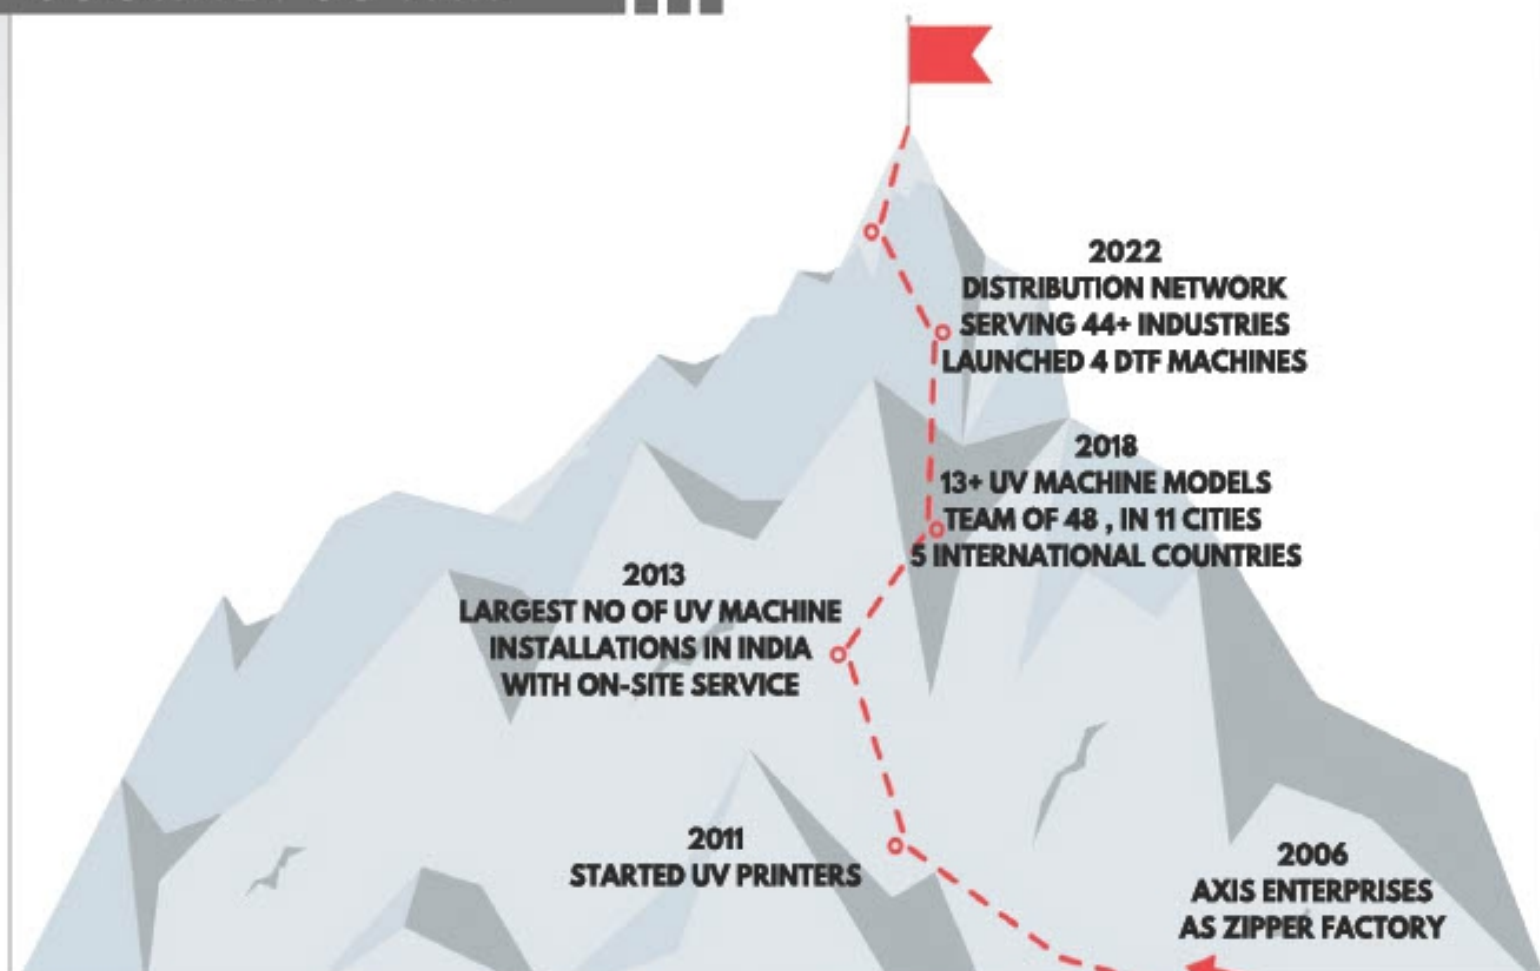 2022
DISTRIBUTION NETWORK
SERVING 44+ INDUSTRIES
LAUNCHED 4 DTF MACHINES
2018
13+ UV MACHINE MODELS
TEAM OF 48 , IN 11 CITIES
5 INTERNATIONAL COUNTRIES
2013
LARGEST NO OF UV MACHINE
INSTALLATIONS IN INDIA
WITH ON-SITE SERVICE
2011
STARTED UV PRINTERS
2006
AXIS ENTERPRISES
AS ZIPPER FACTORY